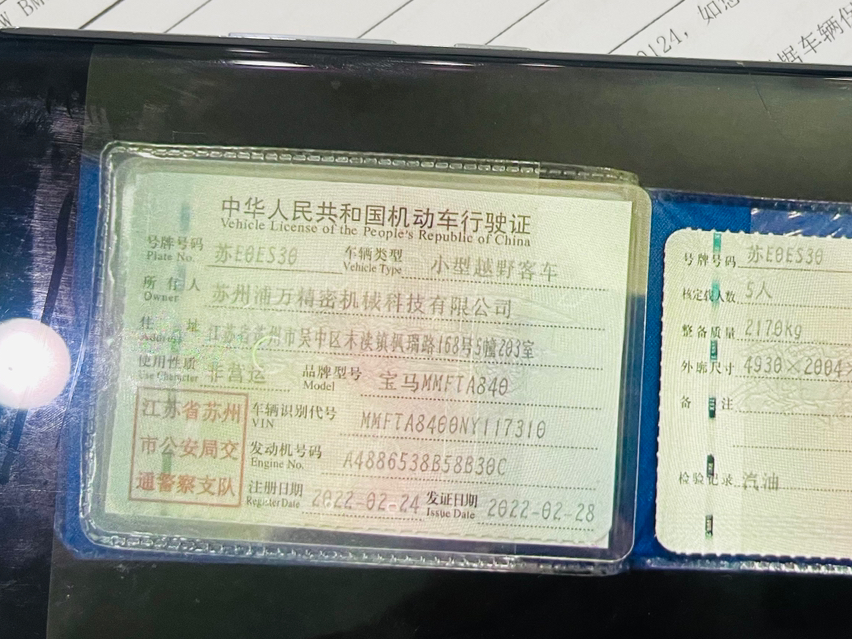 W BM
0124, 如您
据车辆估
中华人民共和国机动车行驶证
Vehicle License of the People's Republic of China
号牌号码 Plate No. 苏E0ES30 车辆类型 Vehicle Type 小型越野客车
所有人 Owner 苏州浦万精密机械科技有限公司
住址 Address 江苏省苏州市吴中区木渎镇枫瑞路168号5幢203室
使用性质 Use Character 非营运 品牌型号 Model 宝马MMFTA840
江苏省苏州
市公安局交
通警察支队
车辆识别代号 VIN MMFTA8400NY117310
发动机号码 Engine No. A4886538B58B30C
注册日期 Register Date 2022-02-24 发证日期 Issue Date 2022-02-28
号牌号码 苏E0ES30
核定载人数 5人
整备质量 2170kg
外廓尺寸 4930×2004×
备注
检验记录 汽油